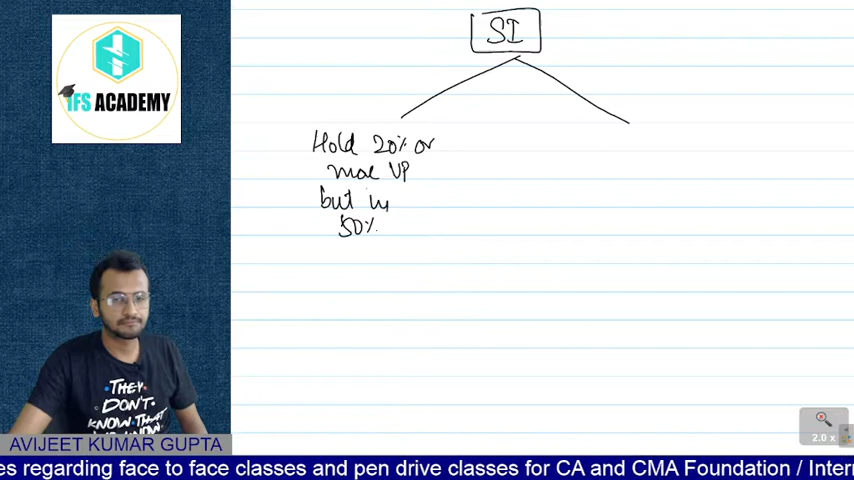 SI
IFS ACADEMY
Hold 20% or
more VP
but in
50%
THEY
DON'T
KNOW THAT
AVIJEET KUMAR GUPTA
2.0 x
es regarding face to face classes and pen drive classes for CA and CMA Foundation / Inter